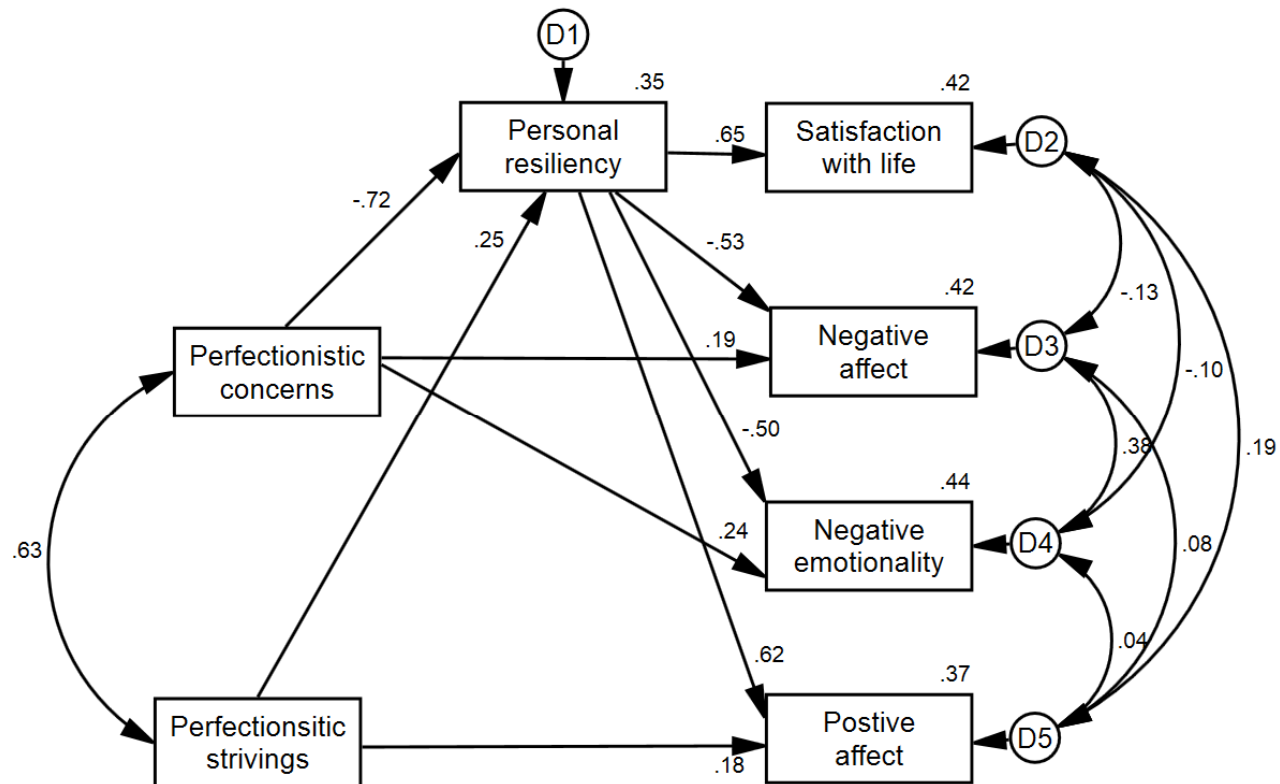 D1
.35
.42
Personal
resiliency
.65
Satisfaction
with life
D2
-.72
.25
-.53
-.13
.42
Perfectionistic
concerns
.19
Negative
affect
D3
-.10
-.50
.38
.19
.44
.63
.24
Negative
emotionality
D4
.08
.04
.62
.37
Perfectionsitic
strivings
.18
Postive
affect
D5